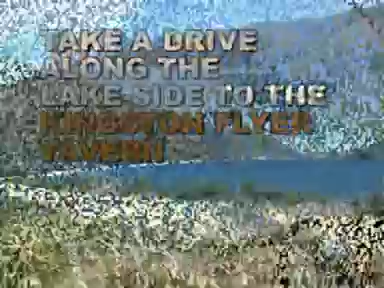 TAKE A DRIVE
ALONG THE
LAKE SIDE TO THE
KINGSTON FLYER
TAVERN